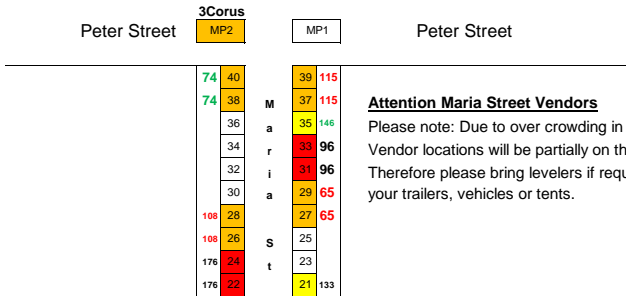 3Corus
Peter Street MP2 MP1 Peter Street
74 40 39 115
74 38 M 37 115 Attention Maria Street Vendors
36 a 35 146 Please note: Due to over crowding in
34 r 33 96 Vendor locations will be partially on th
32 i 31 96 Therefore please bring levelers if requ
30 a 29 65 your trailers, vehicles or tents.
108 28 27 65
108 26 S 25
176 24 t 23
176 22 21 133